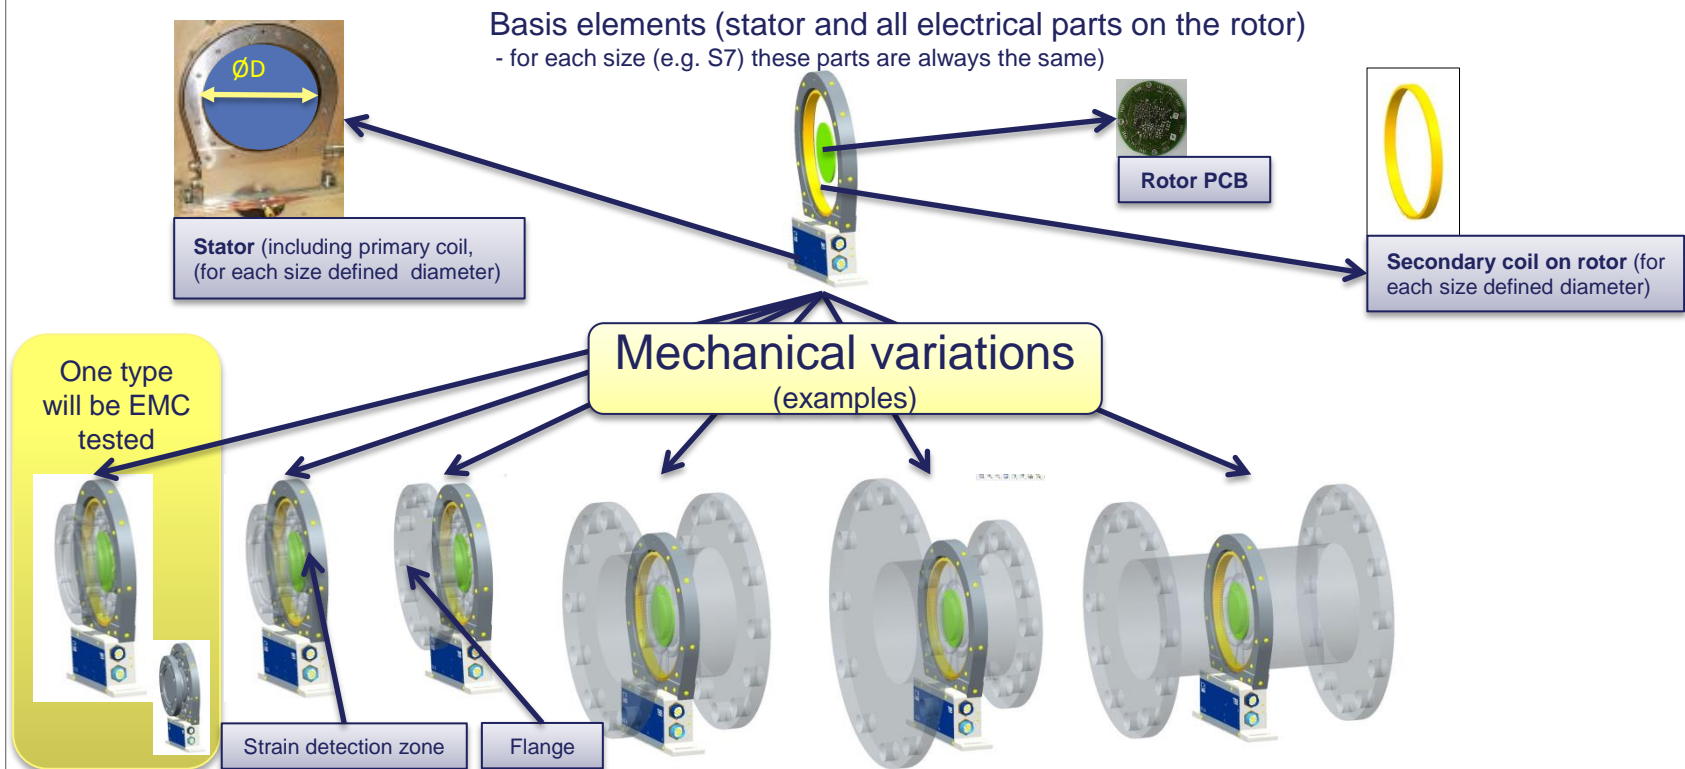 Basis elements (stator and all electrical parts on the rotor)
- for each size (e.g. S7) these parts are always the same)
ØD
Rotor PCB
Stator (including primary coil,
(for each size defined diameter)
Secondary coil on rotor (for
each size defined diameter)
Mechanical variations
(examples)
One type
will be EMC
tested
Strain detection zone
Flange